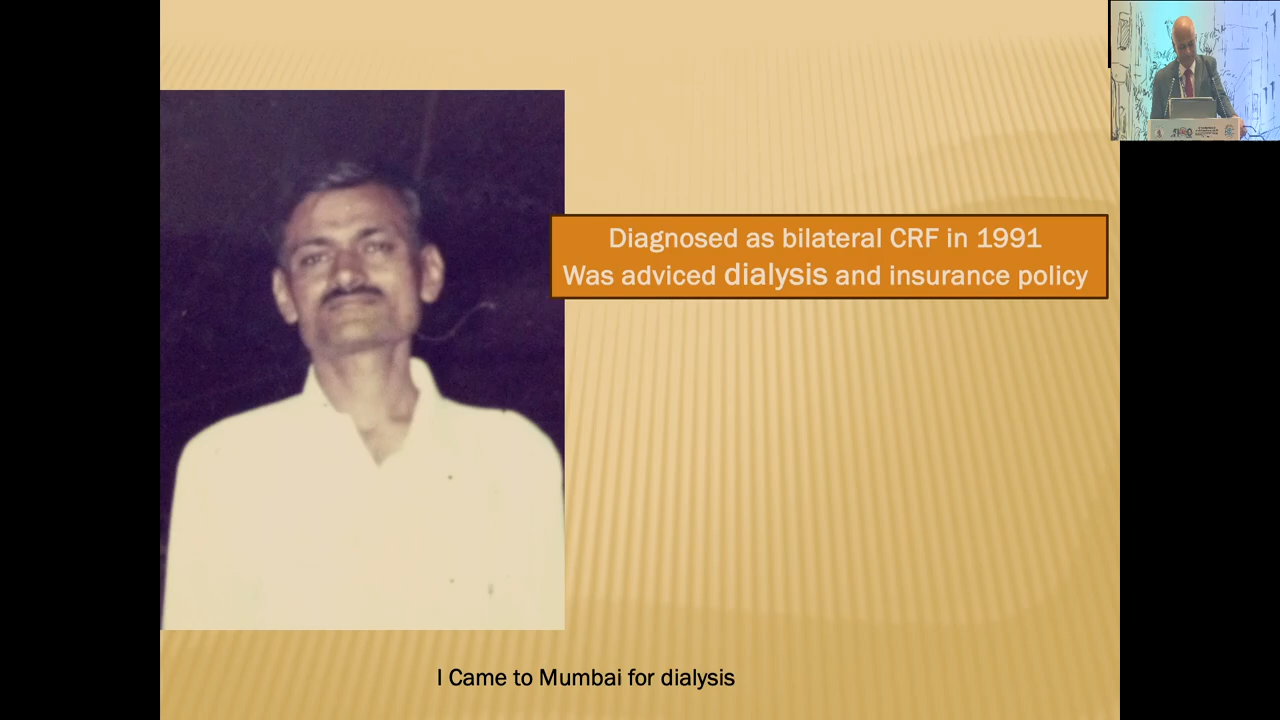 Diagnosed as bilateral CRF in 1991
Was adviced dialysis and insurance policy
I Came to Mumbai for dialysis